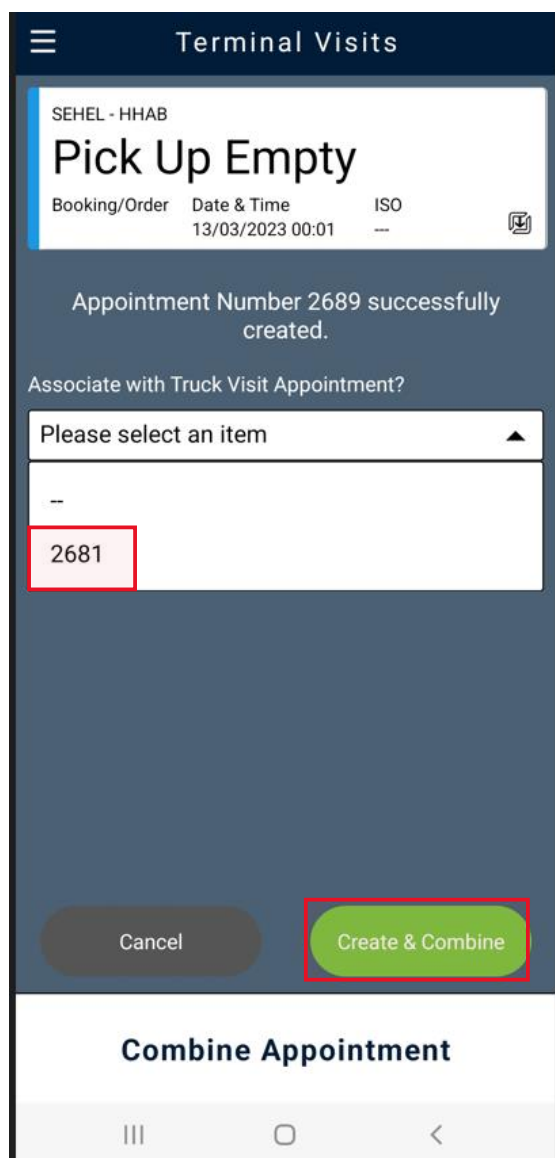 Terminal Visits
SEHEL - HHAB
Pick Up Empty
Booking/Order Date & Time ISO
13/03/2023 00:01 ---
Appointment Number 2689 successfully
created.
Associate with Truck Visit Appointment?
Please select an item
--
2681
Cancel Create & Combine
Combine Appointment